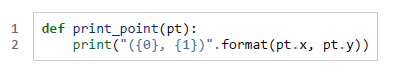 1 def print_point(pt):
2     print("({0}, {1})".format(pt.x, pt.y))